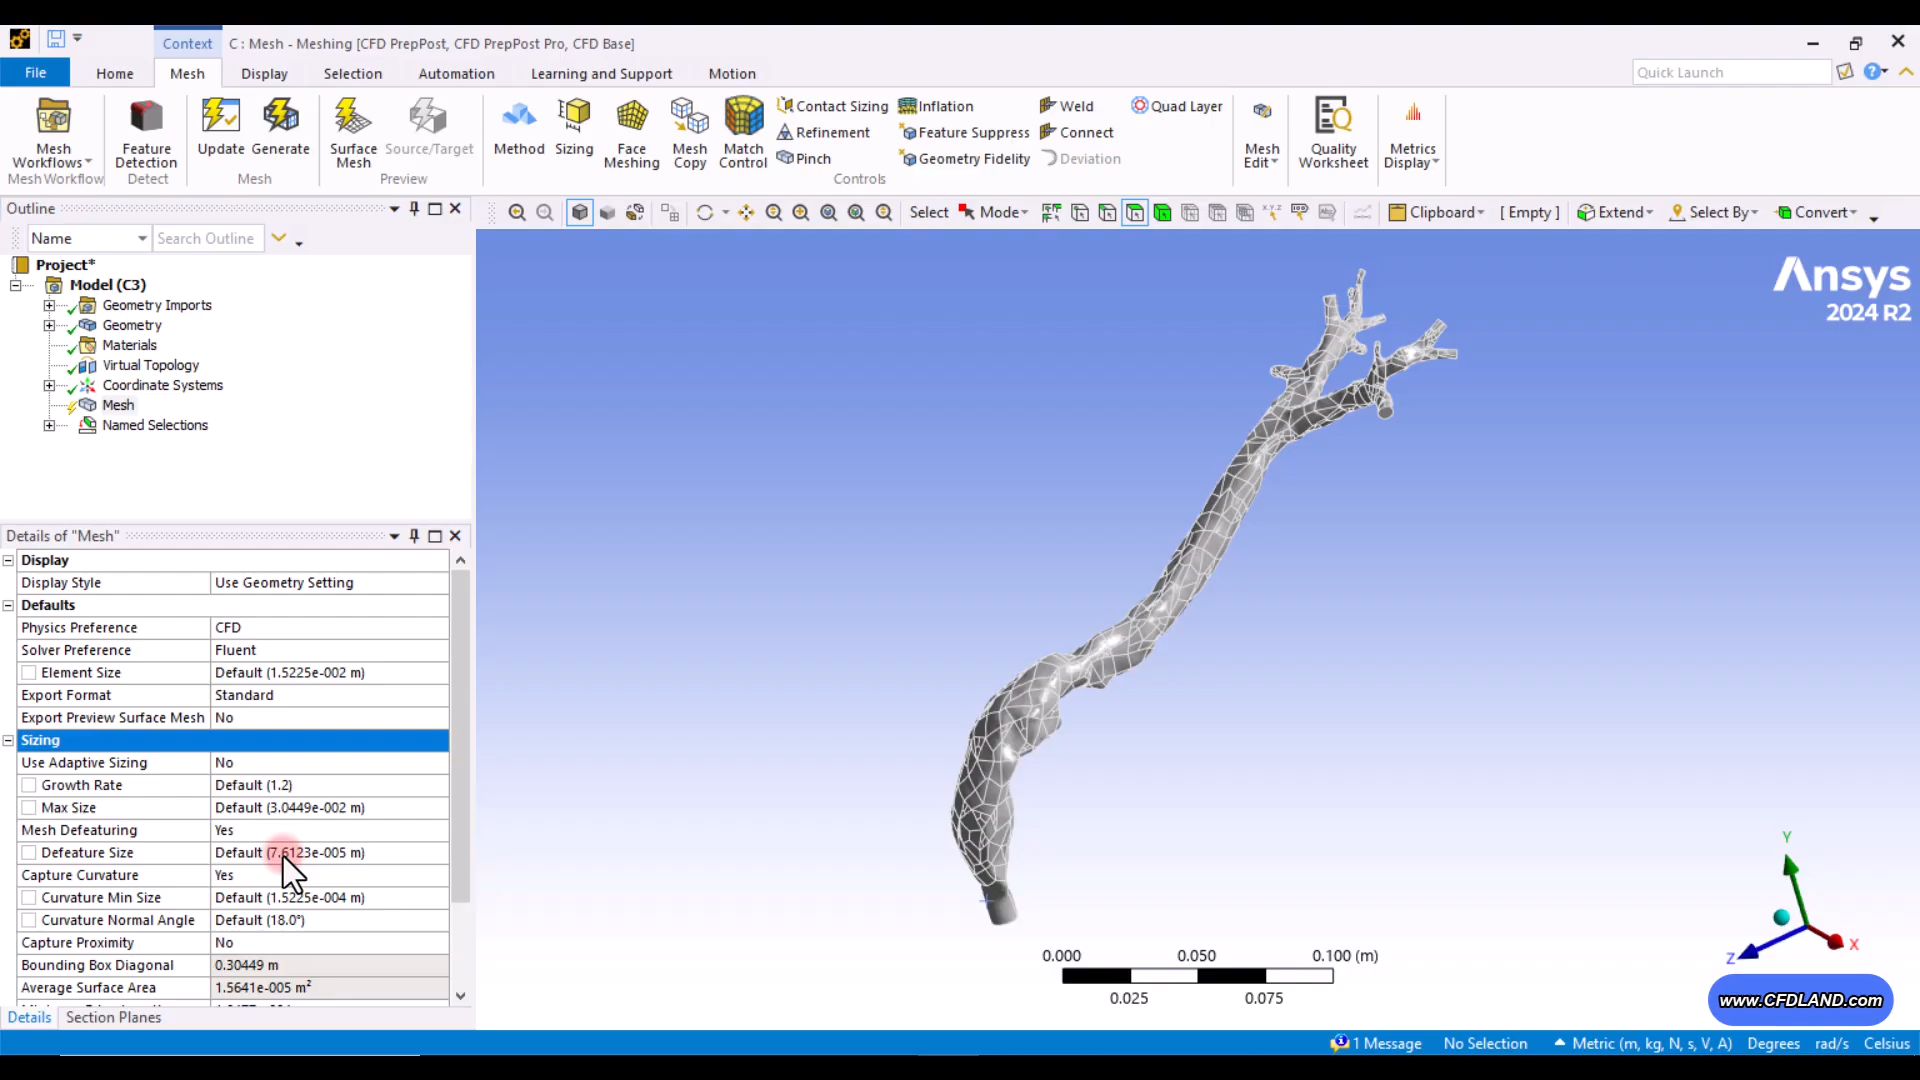 Context
C : Mesh - Meshing [CFD PrepPost, CFD PrepPost Pro, CFD Base]
File
Home
Mesh
Display
Selection
Automation
Learning and Support
Motion
Quick Launch
Mesh
Workflows
Feature
Detection
Update
Generate
Surface
Mesh
Source/Target
Method
Sizing
Face
Meshing
Mesh
Copy
Match
Control
Contact Sizing
Refinement
Pinch
Inflation
Feature Suppress
Geometry Fidelity
Weld
Connect
Deviation
Quad Layer
Mesh
Edit
Quality
Worksheet
Metrics
Display
Mesh Workflow
Detect
Mesh
Preview
Controls
Outline
Name
Search Outline
Select
Mode
Clipboard
[ Empty ]
Extend
Select By
Convert
Project*
Model (C3)
Geometry Imports
Geometry
Materials
Virtual Topology
Coordinate Systems
Mesh
Named Selections
Ansys
2024 R2
Details of "Mesh"
Display
Display Style Use Geometry Setting
Defaults
Physics Preference CFD
Solver Preference Fluent
Element Size Default (1.5225e-002 m)
Export Format Standard
Export Preview Surface Mesh No
Sizing
Use Adaptive Sizing No
Growth Rate Default (1.2)
Max Size Default (3.0449e-002 m)
Mesh Defeaturing Yes
Defeature Size Default (7.6123e-005 m)
Capture Curvature Yes
Curvature Min Size Default (1.5225e-004 m)
Curvature Normal Angle Default (18.0°)
Capture Proximity No
Bounding Box Diagonal 0.30449 m
Average Surface Area 1.5641e-005 m²
Details
Section Planes
0.000 0.050 0.100 (m)
0.025 0.075
Y
X
Z
www.CFDLAND.com
1 Message
No Selection
Metric (m, kg, N, s, V, A)
Degrees
rad/s
Celsius